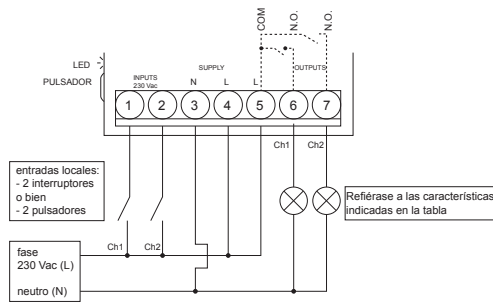 COM
N.O.
N.O.
LED
PULSADOR
INPUTS
230 Vac
SUPPLY
N
L
L
OUTPUTS
1
2
3
4
5
6
7
Ch1
Ch2
entradas locales:
- 2 interruptores
o bien
- 2 pulsadores
Refiérase a las características
indicadas en la tabla
Ch1
Ch2
fase
230 Vac (L)
neutro (N)